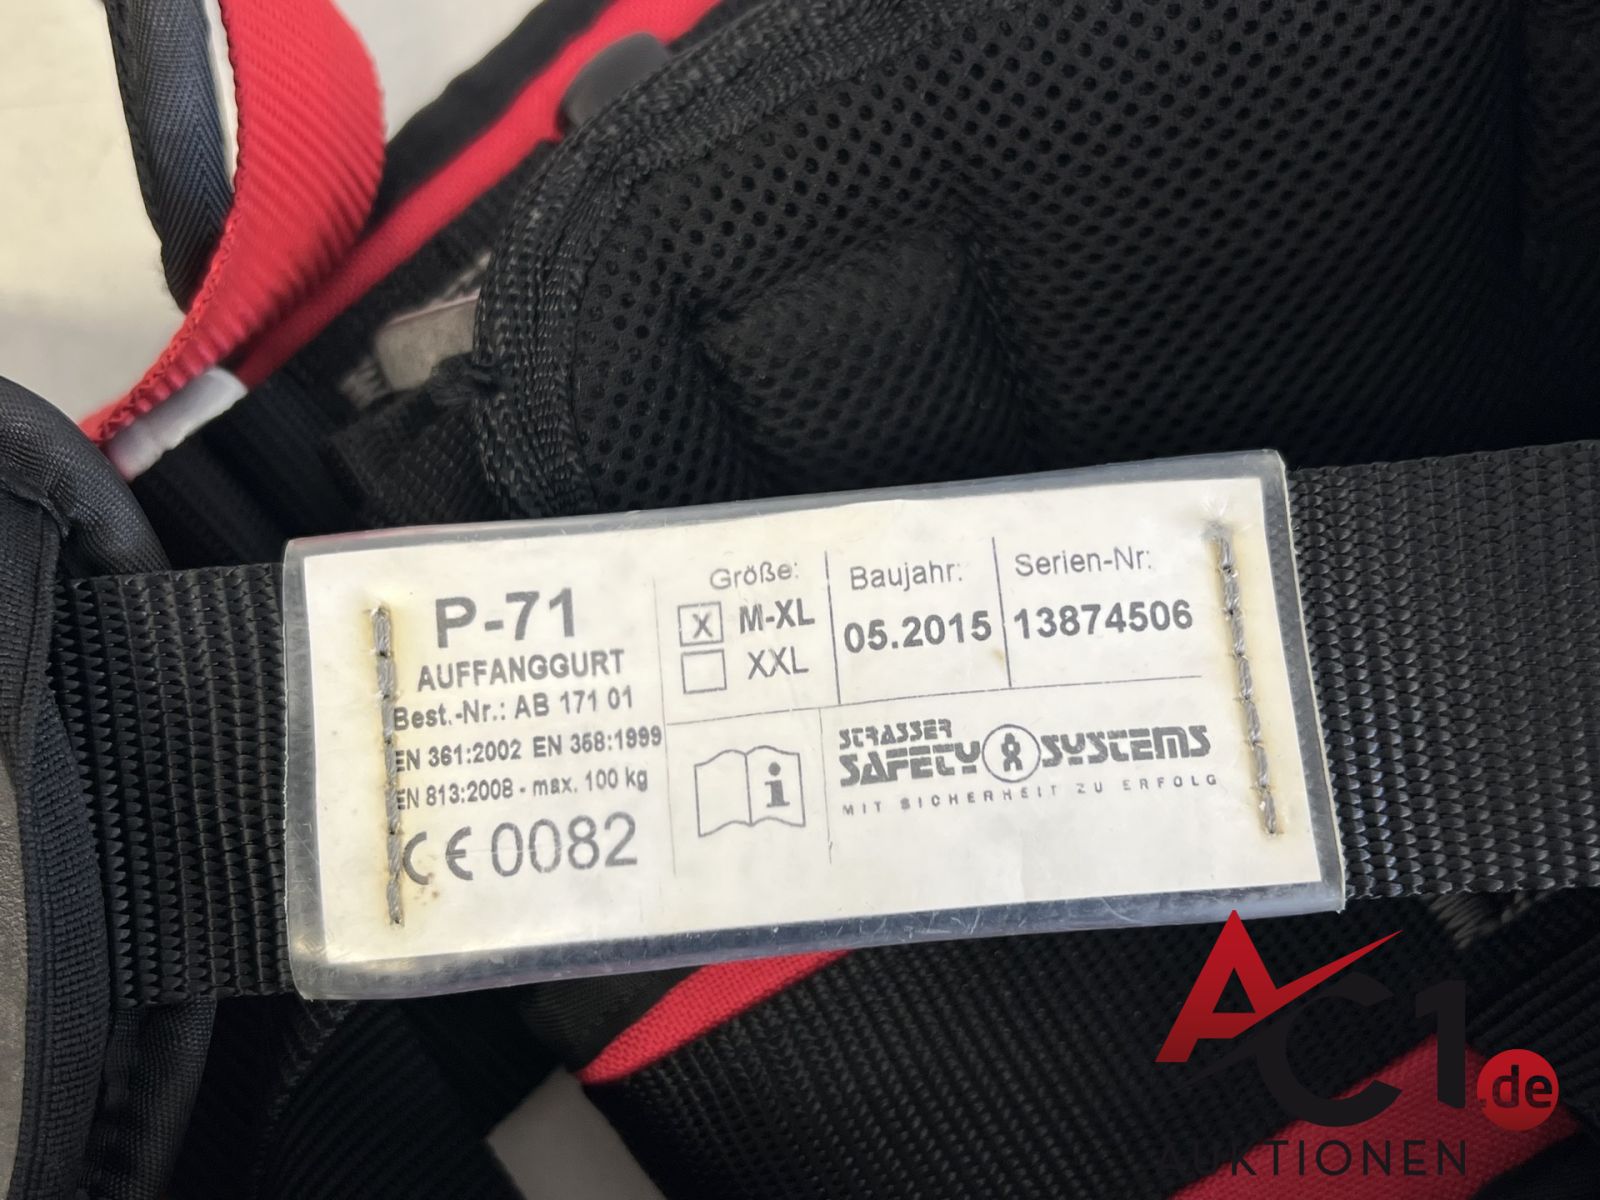 P-71
AUFFANGGURT
Best.-Nr.: AB 171 01
EN 361:2002 EN 358:1999
EN 813:2008 - max. 100 kg
CE 0082
Größe:
X M-XL
XXL
Baujahr:
05.2015
Serien-Nr:
13874506
i
STRASSER
SAFETY SYSTEMS
MIT SICHERHEIT ZU ERFOLG
AC1.de
AUKTIONEN